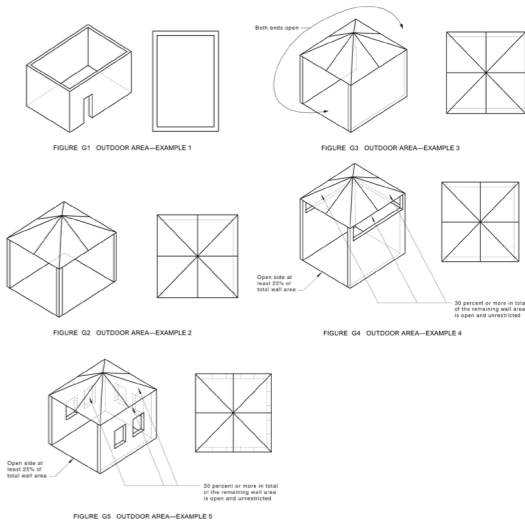 FIGURE G1 OUTDOOR AREA—EXAMPLE 1
Both ends open
FIGURE G3 OUTDOOR AREA—EXAMPLE 3
FIGURE G2 OUTDOOR AREA—EXAMPLE 2
Open side at
least 25% of
total wall area
30 percent or more in total
of the remaining wall area
is open and unrestricted
FIGURE G4 OUTDOOR AREA—EXAMPLE 4
Open side at
least 25% of
total wall area
30 percent or more in total
of the remaining wall area
is open and unrestricted
FIGURE G5 OUTDOOR AREA—EXAMPLE 5